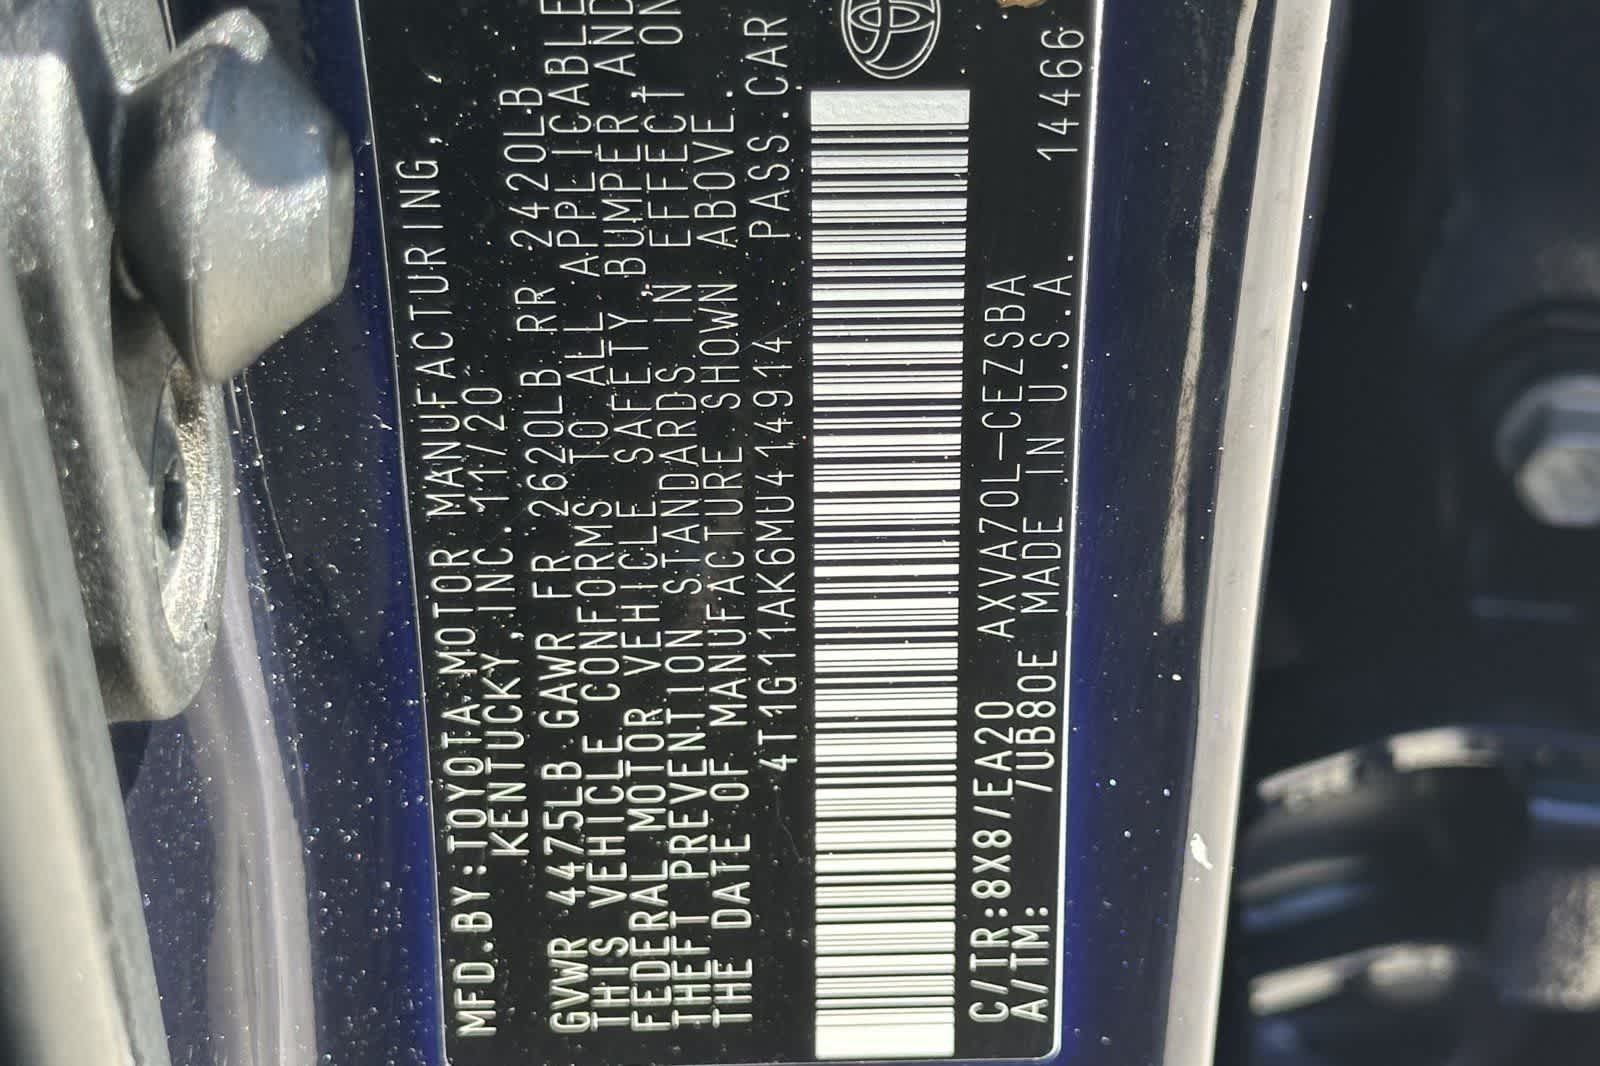 MFD.BY:TOYOTA MOTOR MANUFACTURING,
KENTUCKY,INC. 11/20
GVWR 4475LB GAWR FR 2620LB RR 2420LB
THIS VEHICLE CONFORMS TO ALL APPLICABLE
FEDERAL MOTOR VEHICLE SAFETY,BUMPER,AND
THEFT PREVENTION STANDARDS IN EFFECT ON
THE DATE OF MANUFACTURE SHOWN ABOVE.
4T1G11AK6MU414914 PASS.CAR
C/TR:8X8/EA20 AXVA70L-CEZSBA
A/TM: /UB80E MADE IN U.S.A. 14466